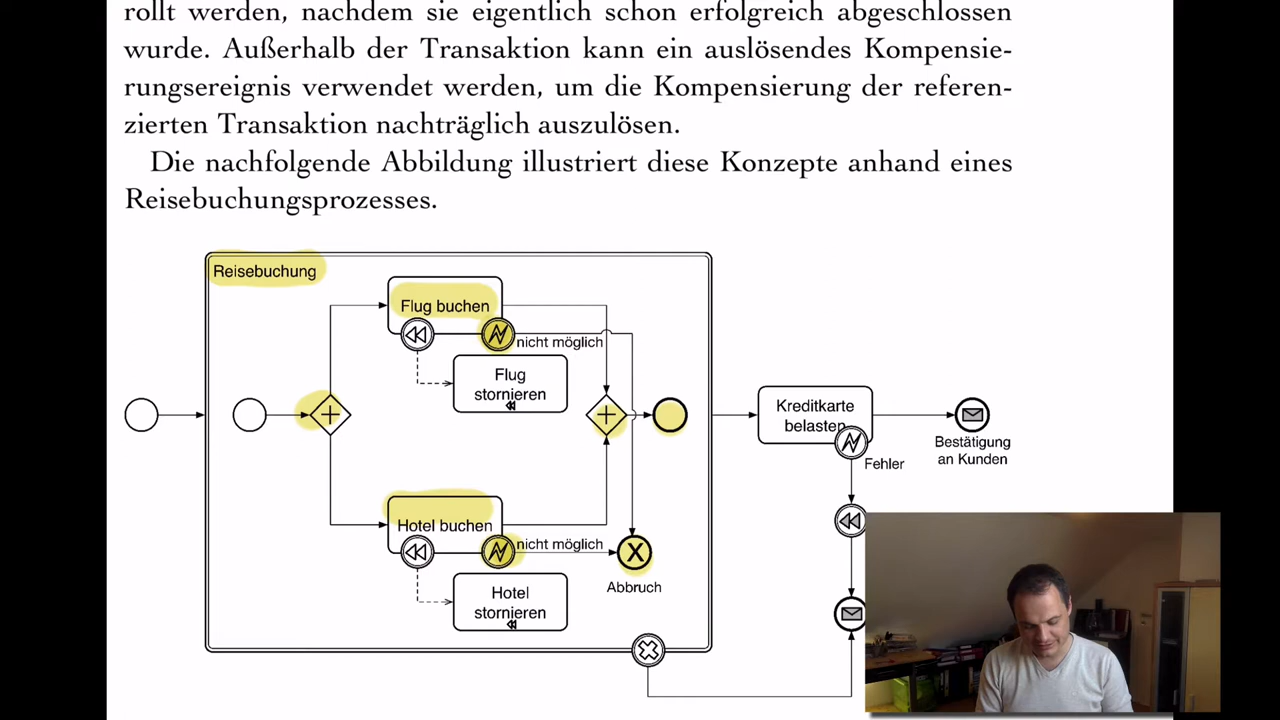 rollt werden, nachdem sie eigentlich schon erfolgreich abgeschlossen
wurde. Außerhalb der Transaktion kann ein auslösendes Kompensie-
rungsereignis verwendet werden, um die Kompensierung der referen-
zierten Transaktion nachträglich auszulösen.
Die nachfolgende Abbildung illustriert diese Konzepte anhand eines
Reisebuchungsprozesses.
Reisebuchung
Flug buchen
nicht möglich
Flug
stornieren
Kreditkarte
belasten
Fehler
Bestätigung
an Kunden
Hotel buchen
nicht möglich
Abbruch
Hotel
stornieren